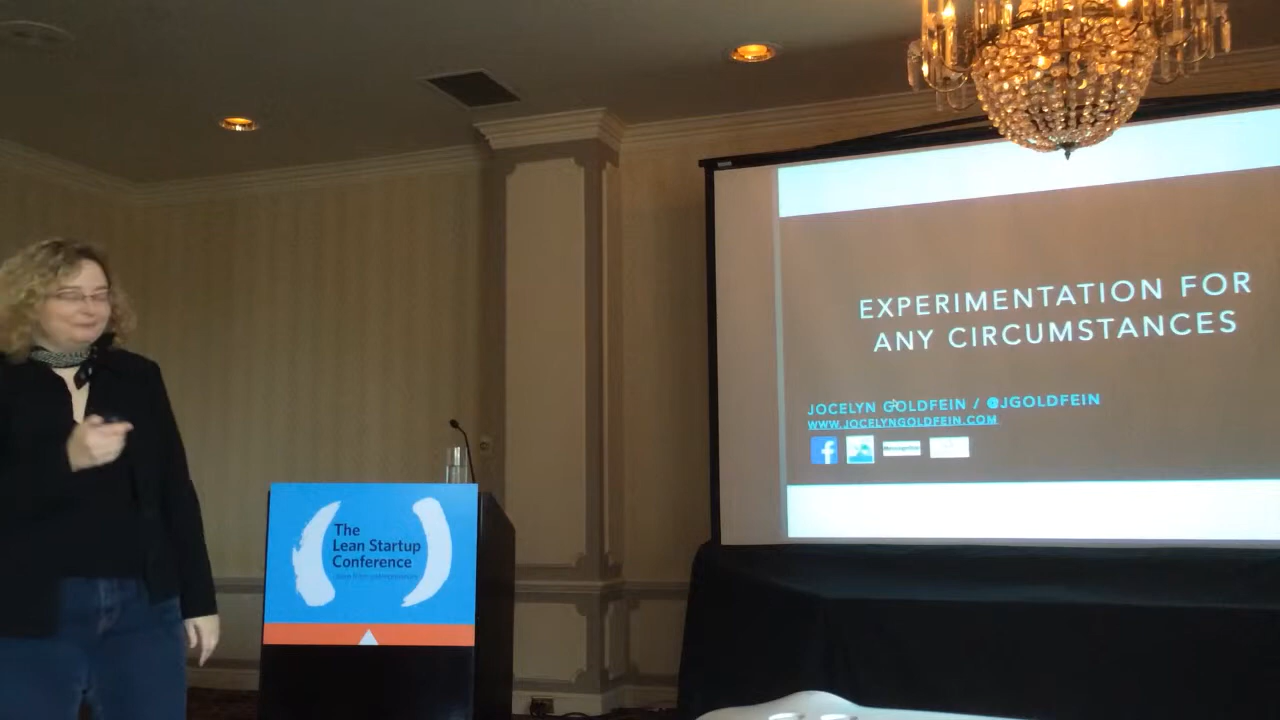 EXPERIMENTATION FOR
ANY CIRCUMSTANCES
JOCELYN GOLDFEIN / @JGOLDFEIN
WWW.JOCELYNGOLDFEIN.COM
f
The
Lean Startup
Conference